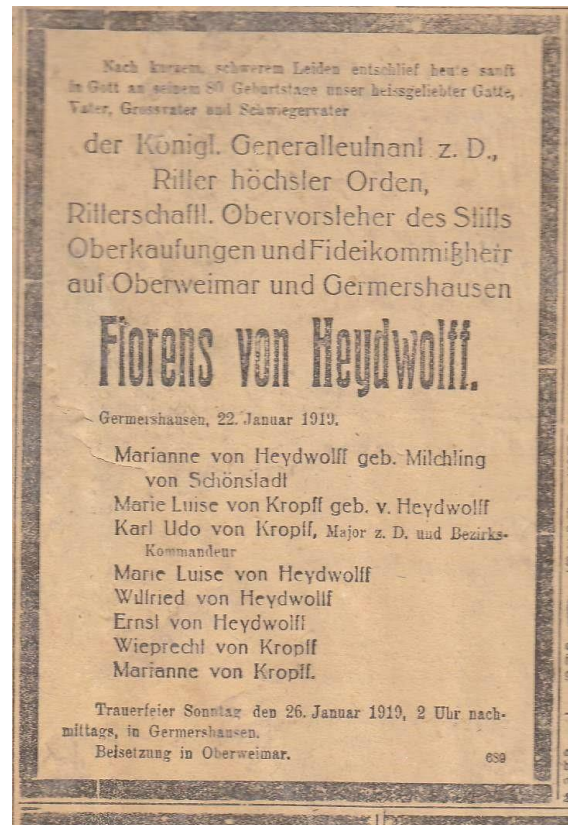 Nach kurzem, schwerem Leiden entschlief heute sanft
in Gott an seinem 80 Geburtstage unser heissgeliebter Gatte,
Vater, Grossvater und Schwiegervater
der Königl. Generalleutnant z. D.,
Ritter höchster Orden,
Ritterschaftl. Obervorsteher des Stifts
Oberkaufungen und Fideikommißherr
auf Oberweimar und Germershausen
Florens von Heydwolff.
Germershausen, 22. Januar 1919.
Marianne von Heydwolff geb. Milchling
von Schönstadt
Marie Luise von Kropff geb. v. Heydwolff
Karl Udo von Kropff, Major z. D. und Bezirks-
Kommandeur
Marie Luise von Heydwolff
Wilfried von Heydwolff
Ernst von Heydwolff
Wieprecht von Kropff
Marianne von Kropff.
Trauerfeier Sonntag den 26. Januar 1919, 2 Uhr nach-
mittags, in Germershausen.
Beisetzung in Oberweimar.
689